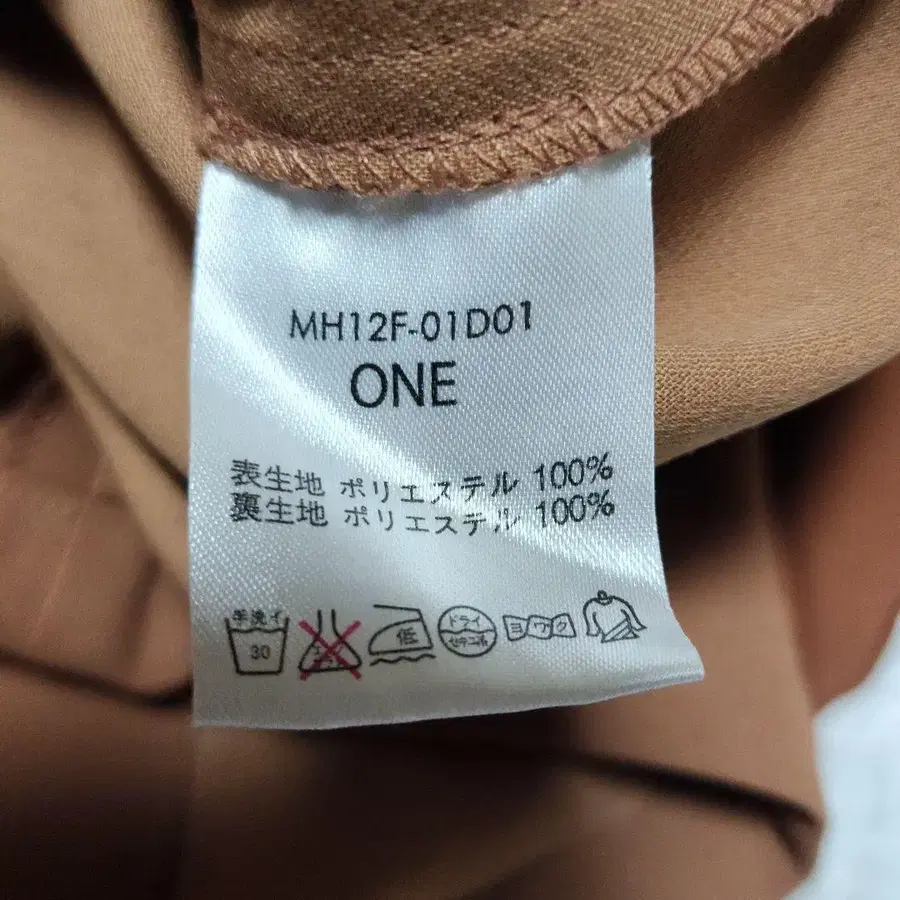 MH12F-01D01
ONE
表生地 ポリエステル 100%
裏生地 ポリエステル 100%
手洗イ
30
低
ドライ
セキユ系
ヨワク